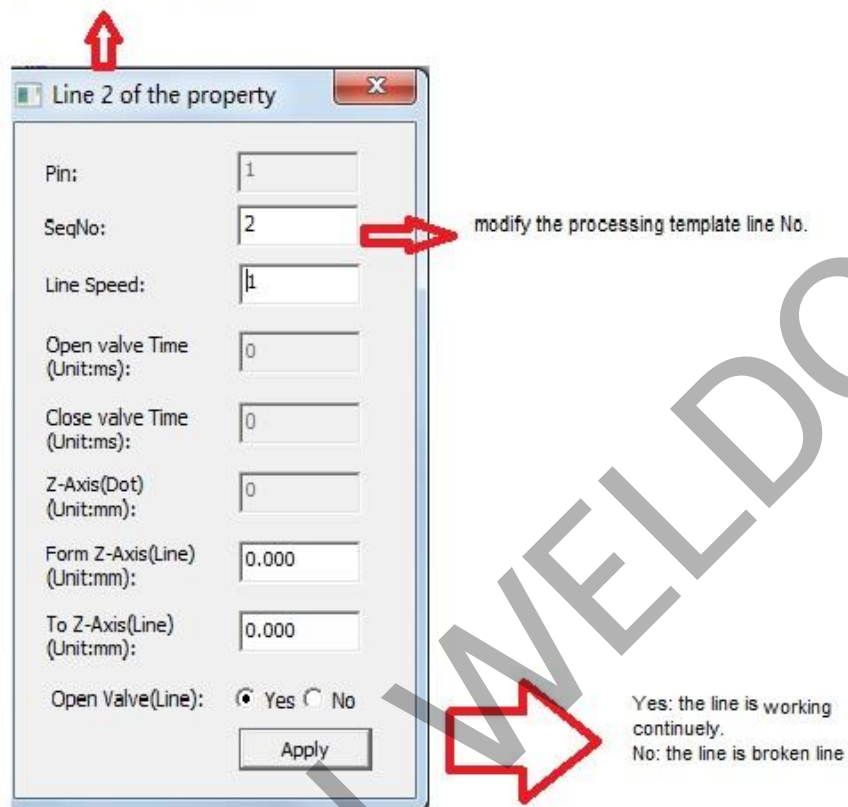 Line 2 of the property
Pin: 1
SeqNo: 2
modify the processing template line No.
Line Speed: 1
Open valve Time
(Unit:ms): 0
Close valve Time
(Unit:ms): 0
Z-Axis(Dot)
(Unit:mm): 0
Form Z-Axis(Line)
(Unit:mm): 0.000
To Z-Axis(Line)
(Unit:mm): 0.000
Open Valve(Line): Yes No
Apply
Yes: the line is working
continuely.
No: the line is broken line
WELDO